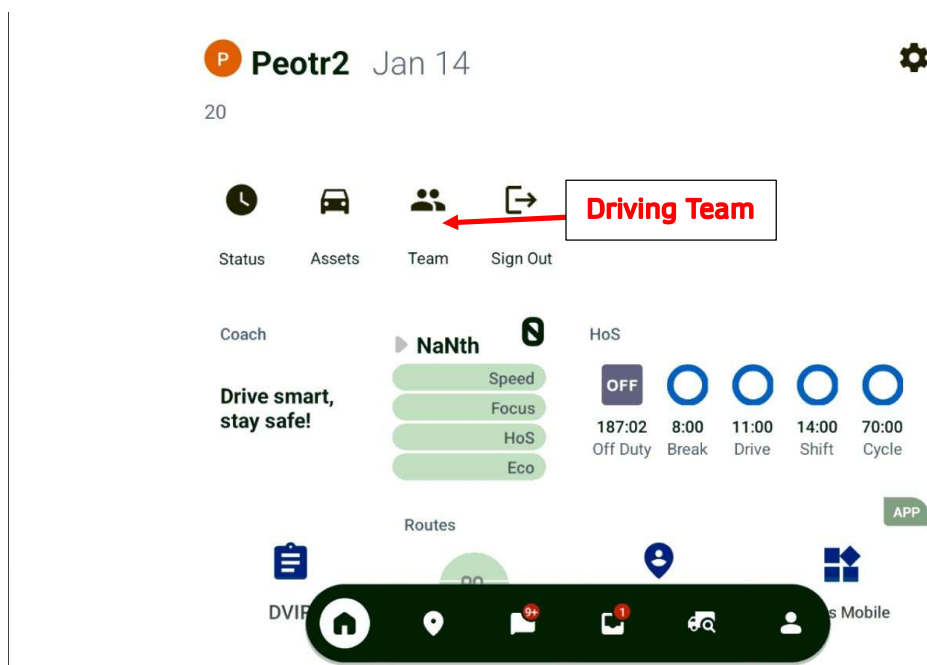 P Peotr2 Jan 14
20
Driving Team
Status Assets Team Sign Out
Coach
NaNth 0
HoS
Drive smart,
stay safe!
Speed
Focus
HoS
Eco
OFF
187:02 8:00 11:00 14:00 70:00
Off Duty Break Drive Shift Cycle
Routes
APP
DVIR
s Mobile
9+ 1